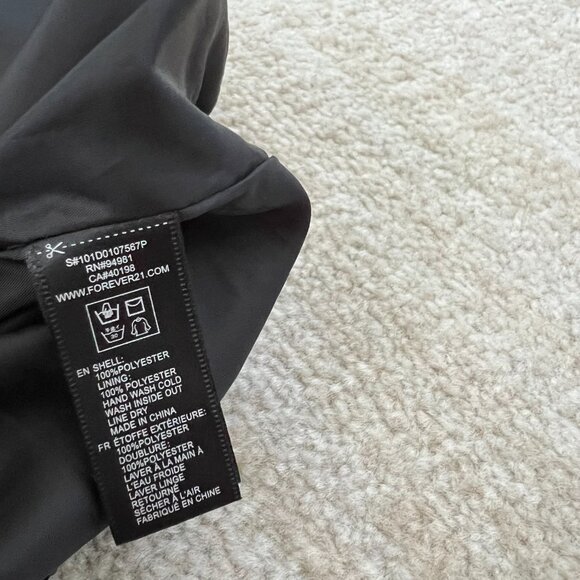 S#101D0107567P
RN#94981
CA#40198
WWW.FOREVER21.COM
EN SHELL:
100%POLYESTER
LINING:
100% POLYESTER
HAND WASH COLD
WASH INSIDE OUT
LINE DRY
MADE IN CHINA
FR ÉTOFFE EXTÉRIEURE:
100%POLYESTER
DOUBLURE:
100%POLYESTER
LAVER À LA MAIN À
L'EAU FROIDE
LAVER LINGE
RETOURNÉ
SÉCHER À L'AIR
FABRIQUÉ EN CHINE